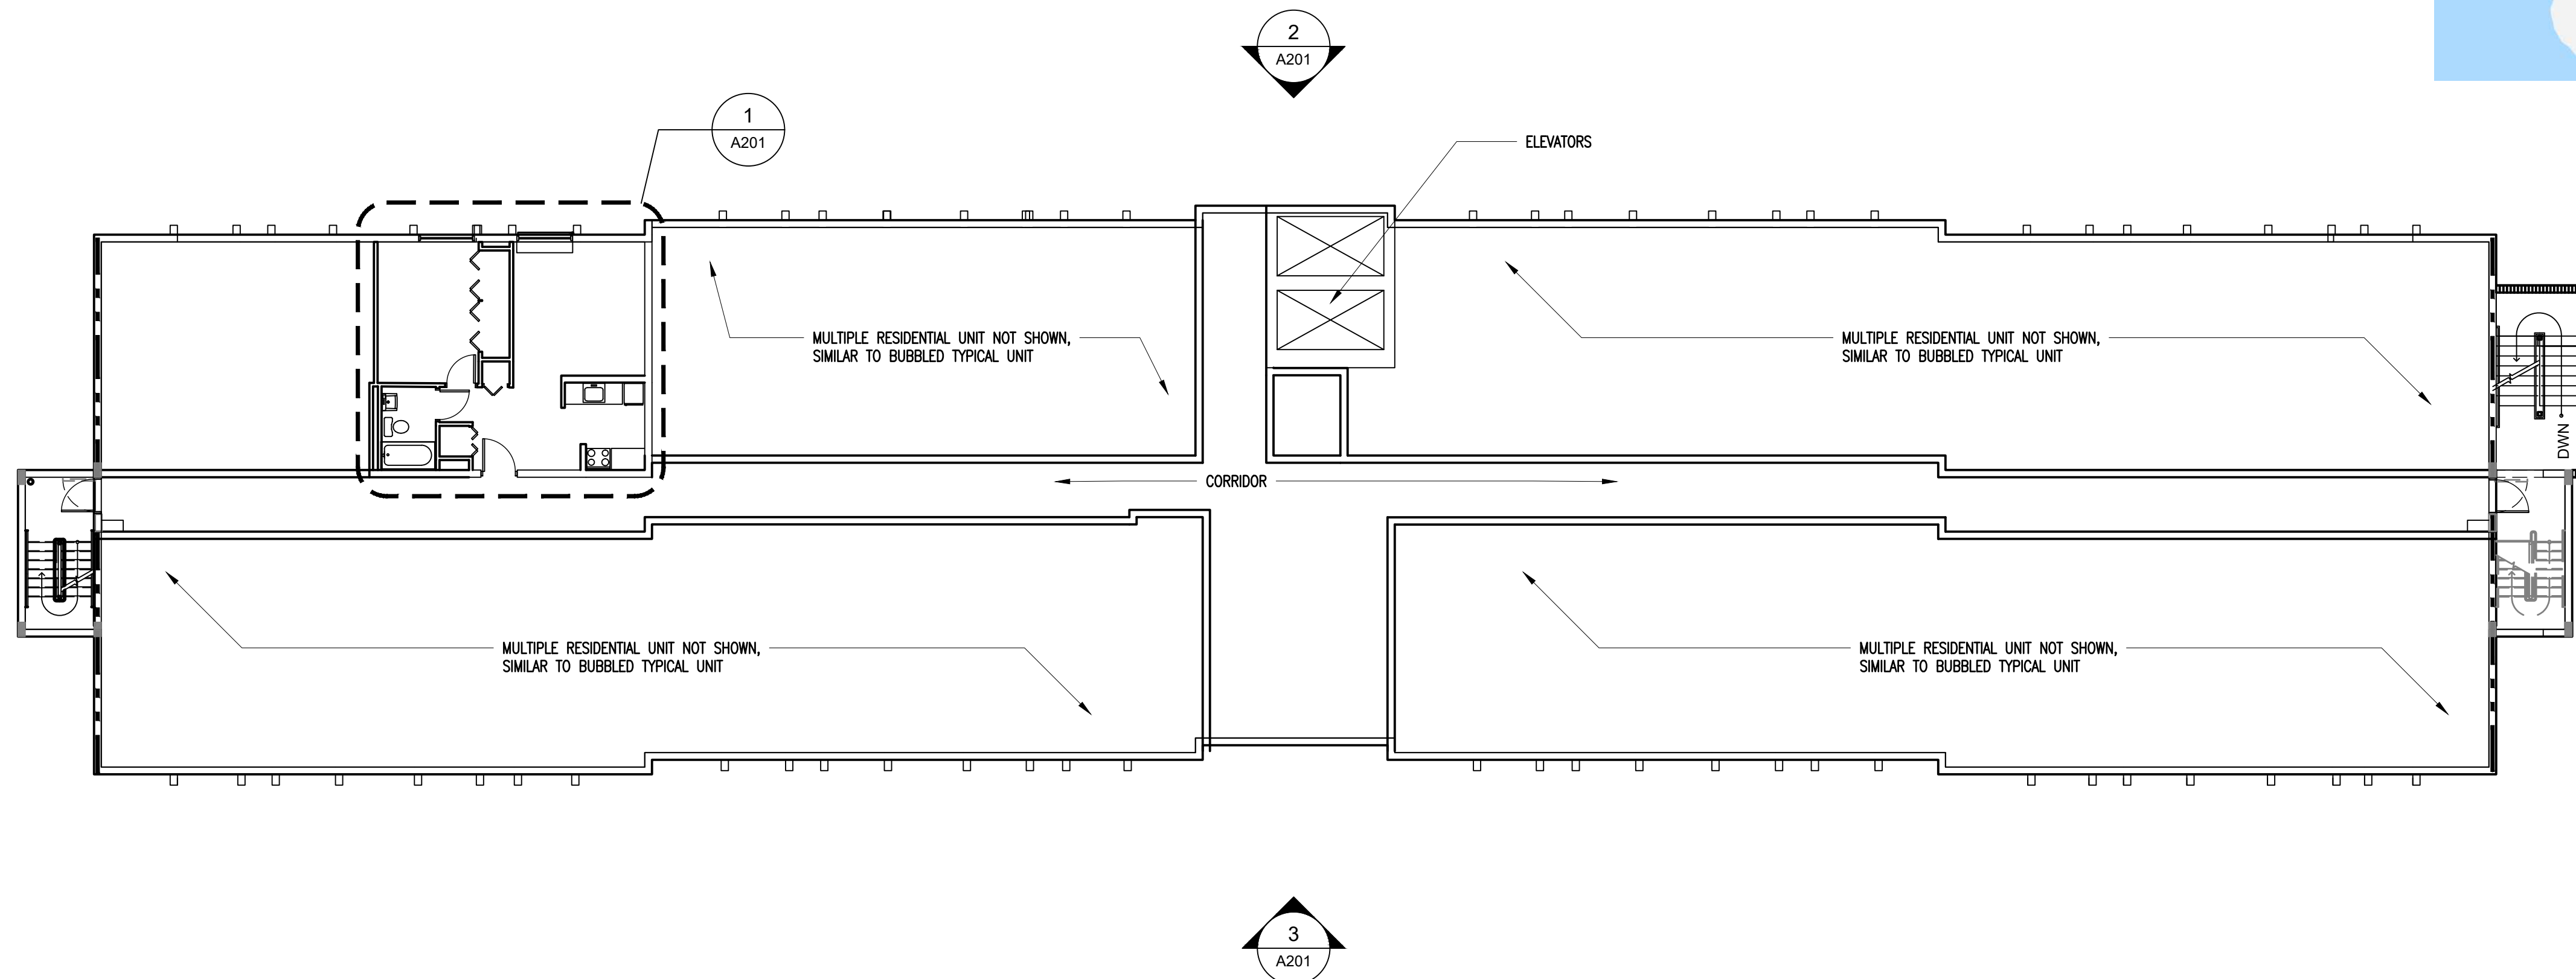 2
A201
1
A201
ELEVATORS
MULTIPLE RESIDENTIAL UNIT NOT SHOWN,
SIMILAR TO BUBBLED TYPICAL UNIT
MULTIPLE RESIDENTIAL UNIT NOT SHOWN,
SIMILAR TO BUBBLED TYPICAL UNIT
DWN
CORRIDOR
MULTIPLE RESIDENTIAL UNIT NOT SHOWN,
SIMILAR TO BUBBLED TYPICAL UNIT
MULTIPLE RESIDENTIAL UNIT NOT SHOWN,
SIMILAR TO BUBBLED TYPICAL UNIT
3
A201